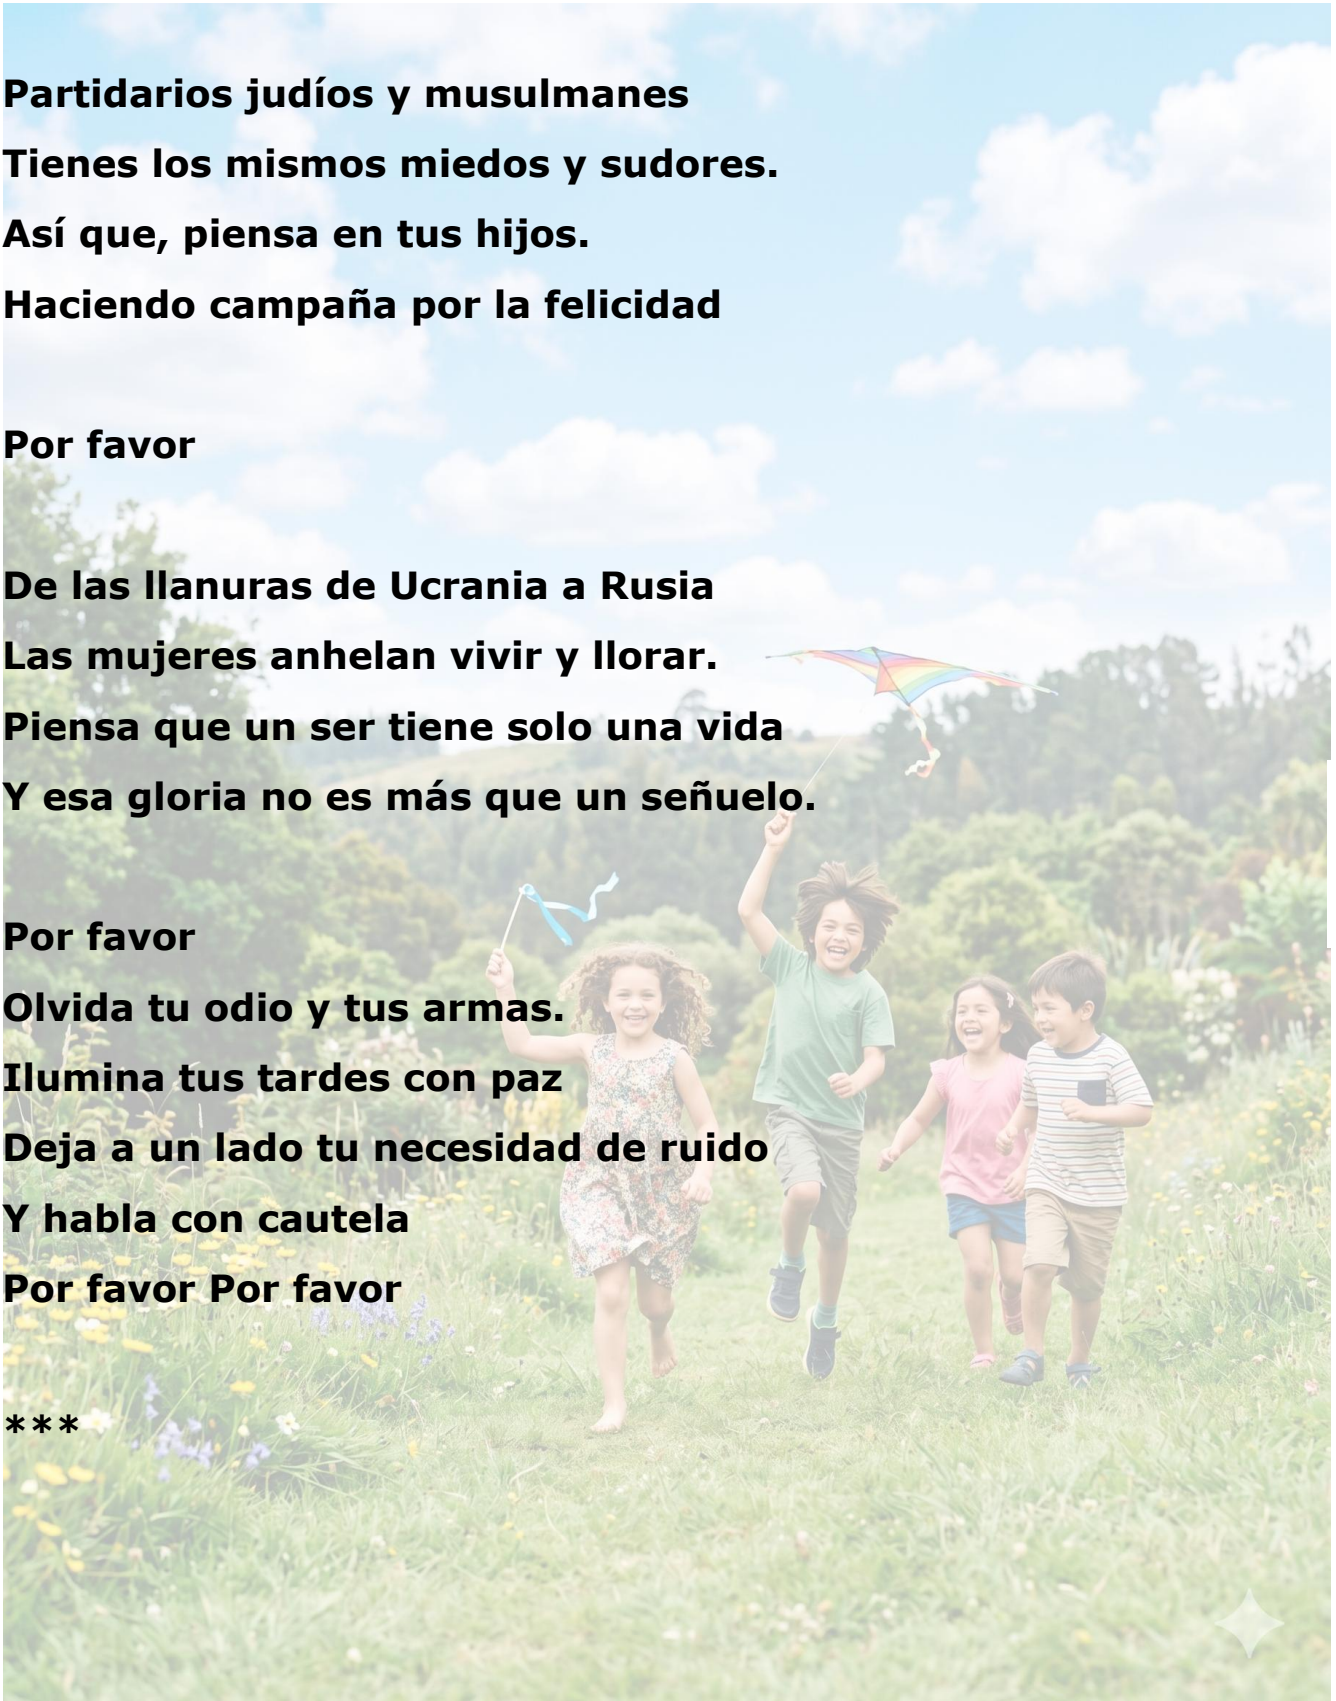 Partidarios judíos y musulmanes
Tienes los mismos miedos y sudores.
Así que, piensa en tus hijos.
Haciendo campaña por la felicidad
Por favor
De las llanuras de Ucrania a Rusia
Las mujeres anhelan vivir y llorar.
Piensa que un ser tiene solo una vida
Y esa gloria no es más que un señuelo.
Por favor
Olvida tu odio y tus armas.
Ilumina tus tardes con paz
Deja a un lado tu necesidad de ruido
Y habla con cautela
Por favor Por favor
***